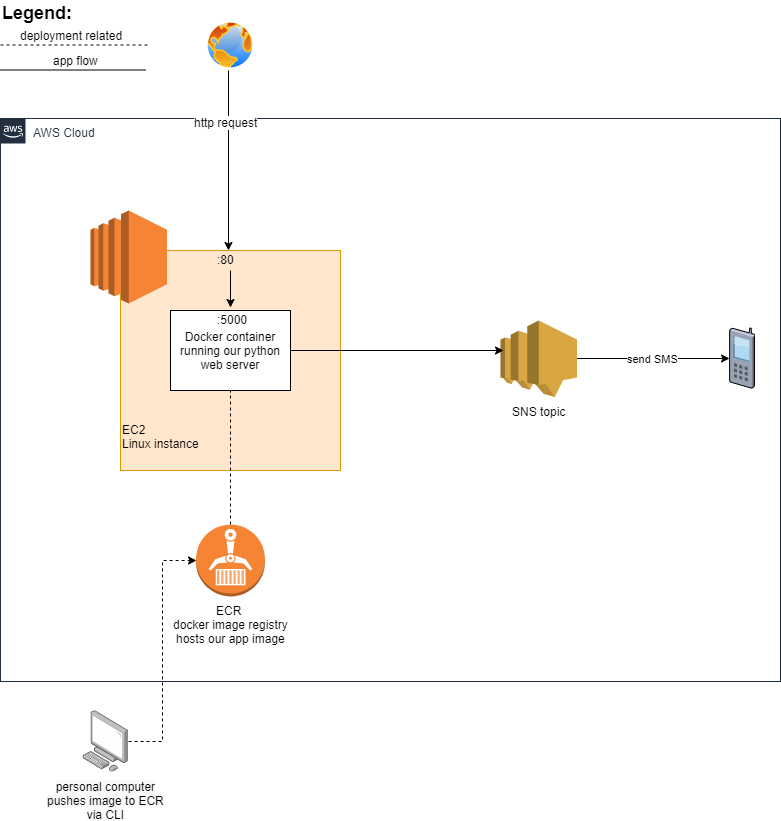 Legend:
deployment related
app flow
http request
aws
AWS Cloud
:80
:5000
Docker container
running our python
web server
send SMS
SNS topic
EC2
Linux instance
ECR
docker image registry
hosts our app image
personal computer
pushes image to ECR
via CLI